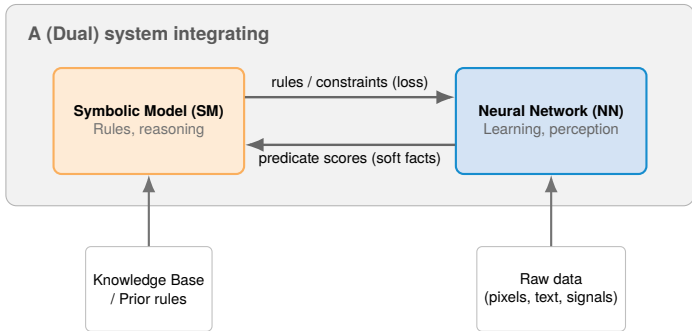 A (Dual) system integrating
rules / constraints (loss)
Symbolic Model (SM)
Rules, reasoning
Neural Network (NN)
Learning, perception
predicate scores (soft facts)
Knowledge Base
/ Prior rules
Raw data
(pixels, text, signals)